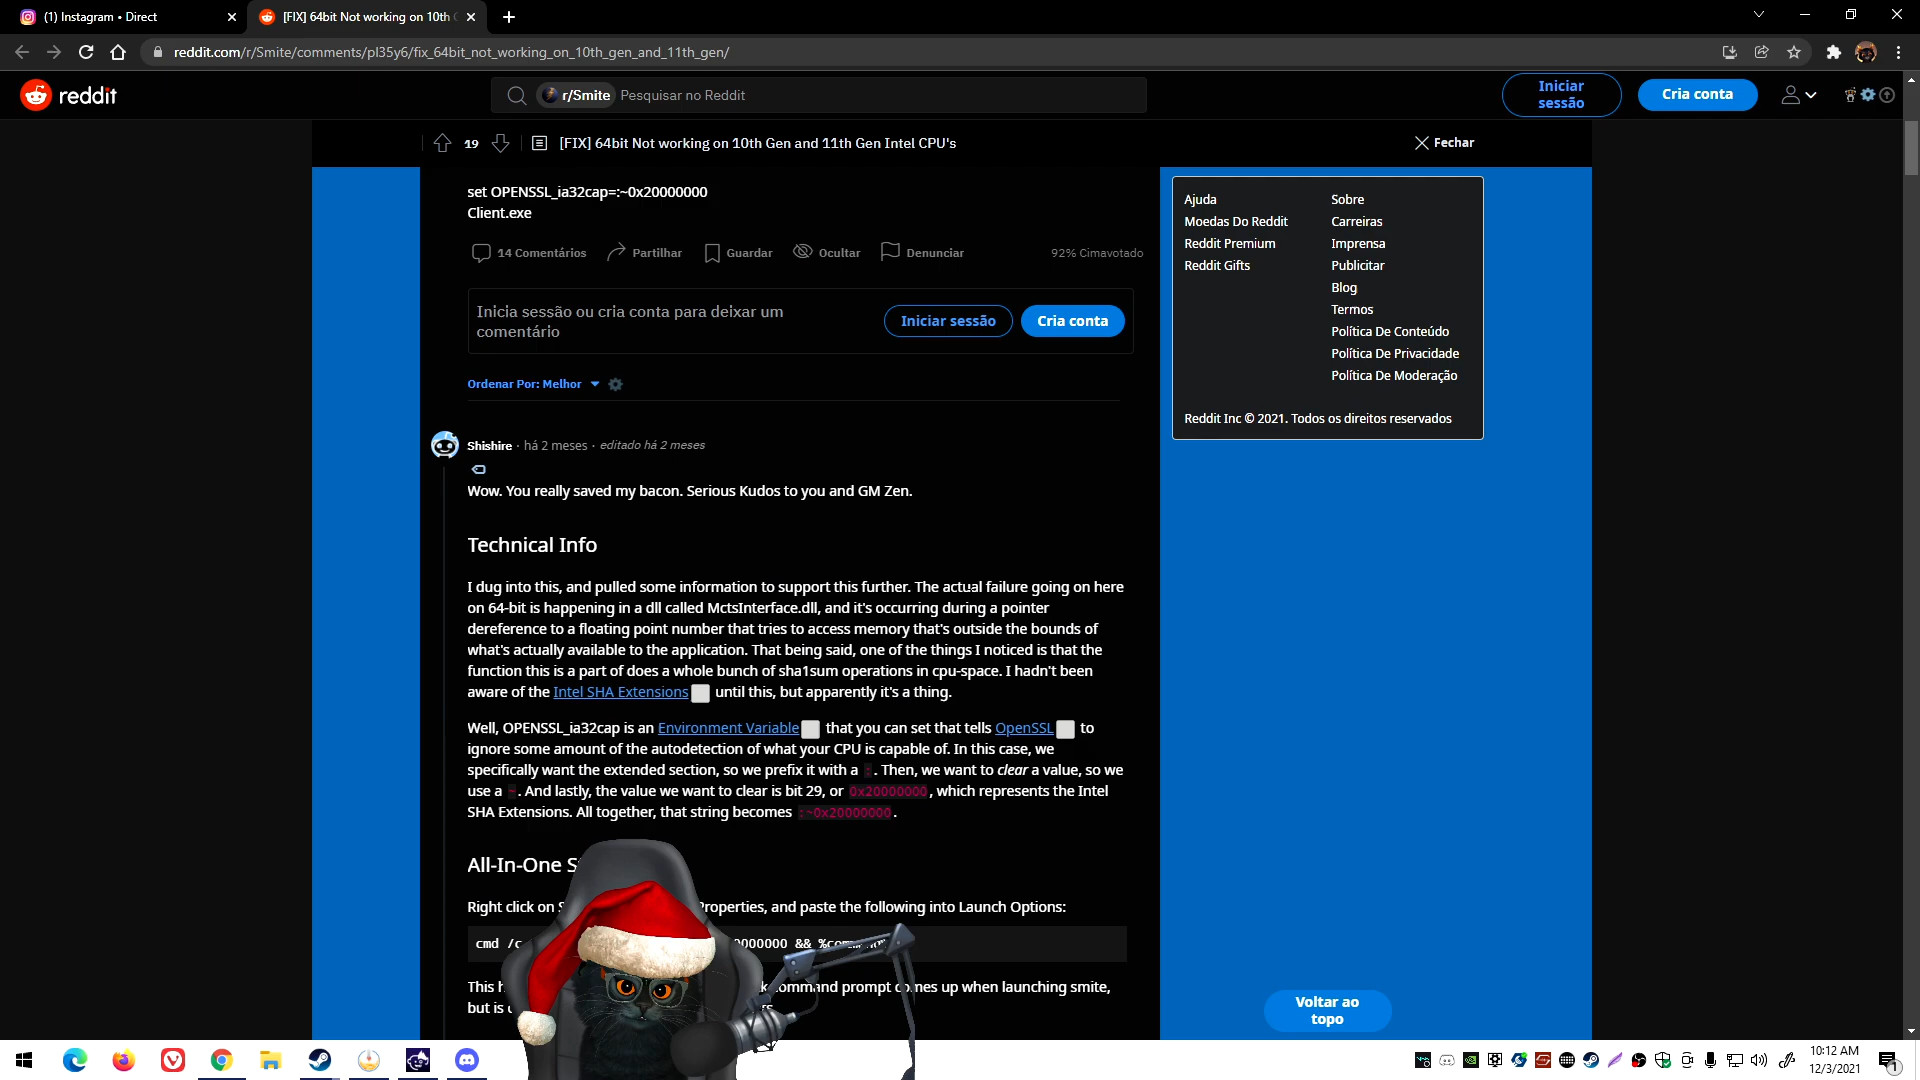 (1) Instagram • Direct
[FIX] 64bit Not working on 10th
reddit.com/r/Smite/comments/pl35y6/fix_64bit_not_working_on_10th_gen_and_11th_gen/
reddit
r/Smite
Pesquisar no Reddit
Iniciar sessão
Cria conta
19
[FIX] 64bit Not working on 10th Gen and 11th Gen Intel CPU's
Fechar
set OPENSSL_ia32cap=:~0x20000000
Client.exe
14 Comentários
Partilhar
Guardar
Ocultar
Denunciar
92% Cimavotado
Inicia sessão ou cria conta para deixar um
comentário
Iniciar sessão
Cria conta
Ordenar Por: Melhor
Shishire · há 2 meses · editado há 2 meses
Wow. You really saved my bacon. Serious Kudos to you and GM Zen.
Technical Info
I dug into this, and pulled some information to support this further. The actual failure going on here
on 64-bit is happening in a dll called MctsInterface.dll, and it's occurring during a pointer
dereference to a floating point number that tries to access memory that's outside the bounds of
what's actually available to the application. That being said, one of the things I noticed is that the
function this is a part of does a whole bunch of sha1sum operations in cpu-space. I hadn't been
aware of the Intel SHA Extensions until this, but apparently it's a thing.
Well, OPENSSL_ia32cap is an Environment Variable that you can set that tells OpenSSL to
ignore some amount of the autodetection of what your CPU is capable of. In this case, we
specifically want the extended section, so we prefix it with a : . Then, we want to clear a value, so we
use a ~ . And lastly, the value we want to clear is bit 29, or 0x20000000 , which represents the Intel
SHA Extensions. All together, that string becomes :~0x20000000 .
All-In-One
Right click on Properties, and paste the following into Launch Options:
cmd /c 0000000 &&
This command prompt comes up when launching smite,
but is
Ajuda
Moedas Do Reddit
Reddit Premium
Reddit Gifts
Sobre
Carreiras
Imprensa
Publicitar
Blog
Termos
Política De Conteúdo
Política De Privacidade
Política De Moderação
Reddit Inc © 2021. Todos os direitos reservados
Voltar ao
topo
10:12 AM
12/3/2021
1